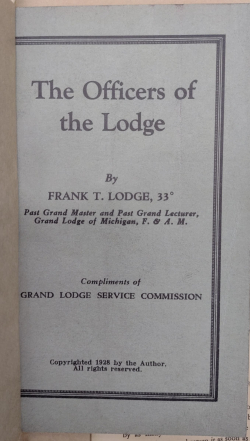 The Officers of
the Lodge
By
FRANK T. LODGE, 33°
Past Grand Master and Past Grand Lecturer,
Grand Lodge of Michigan, F. & A. M.
Compliments of
GRAND LODGE SERVICE COMMISSION
Copyrighted 1928 by the Author.
All rights reserved.